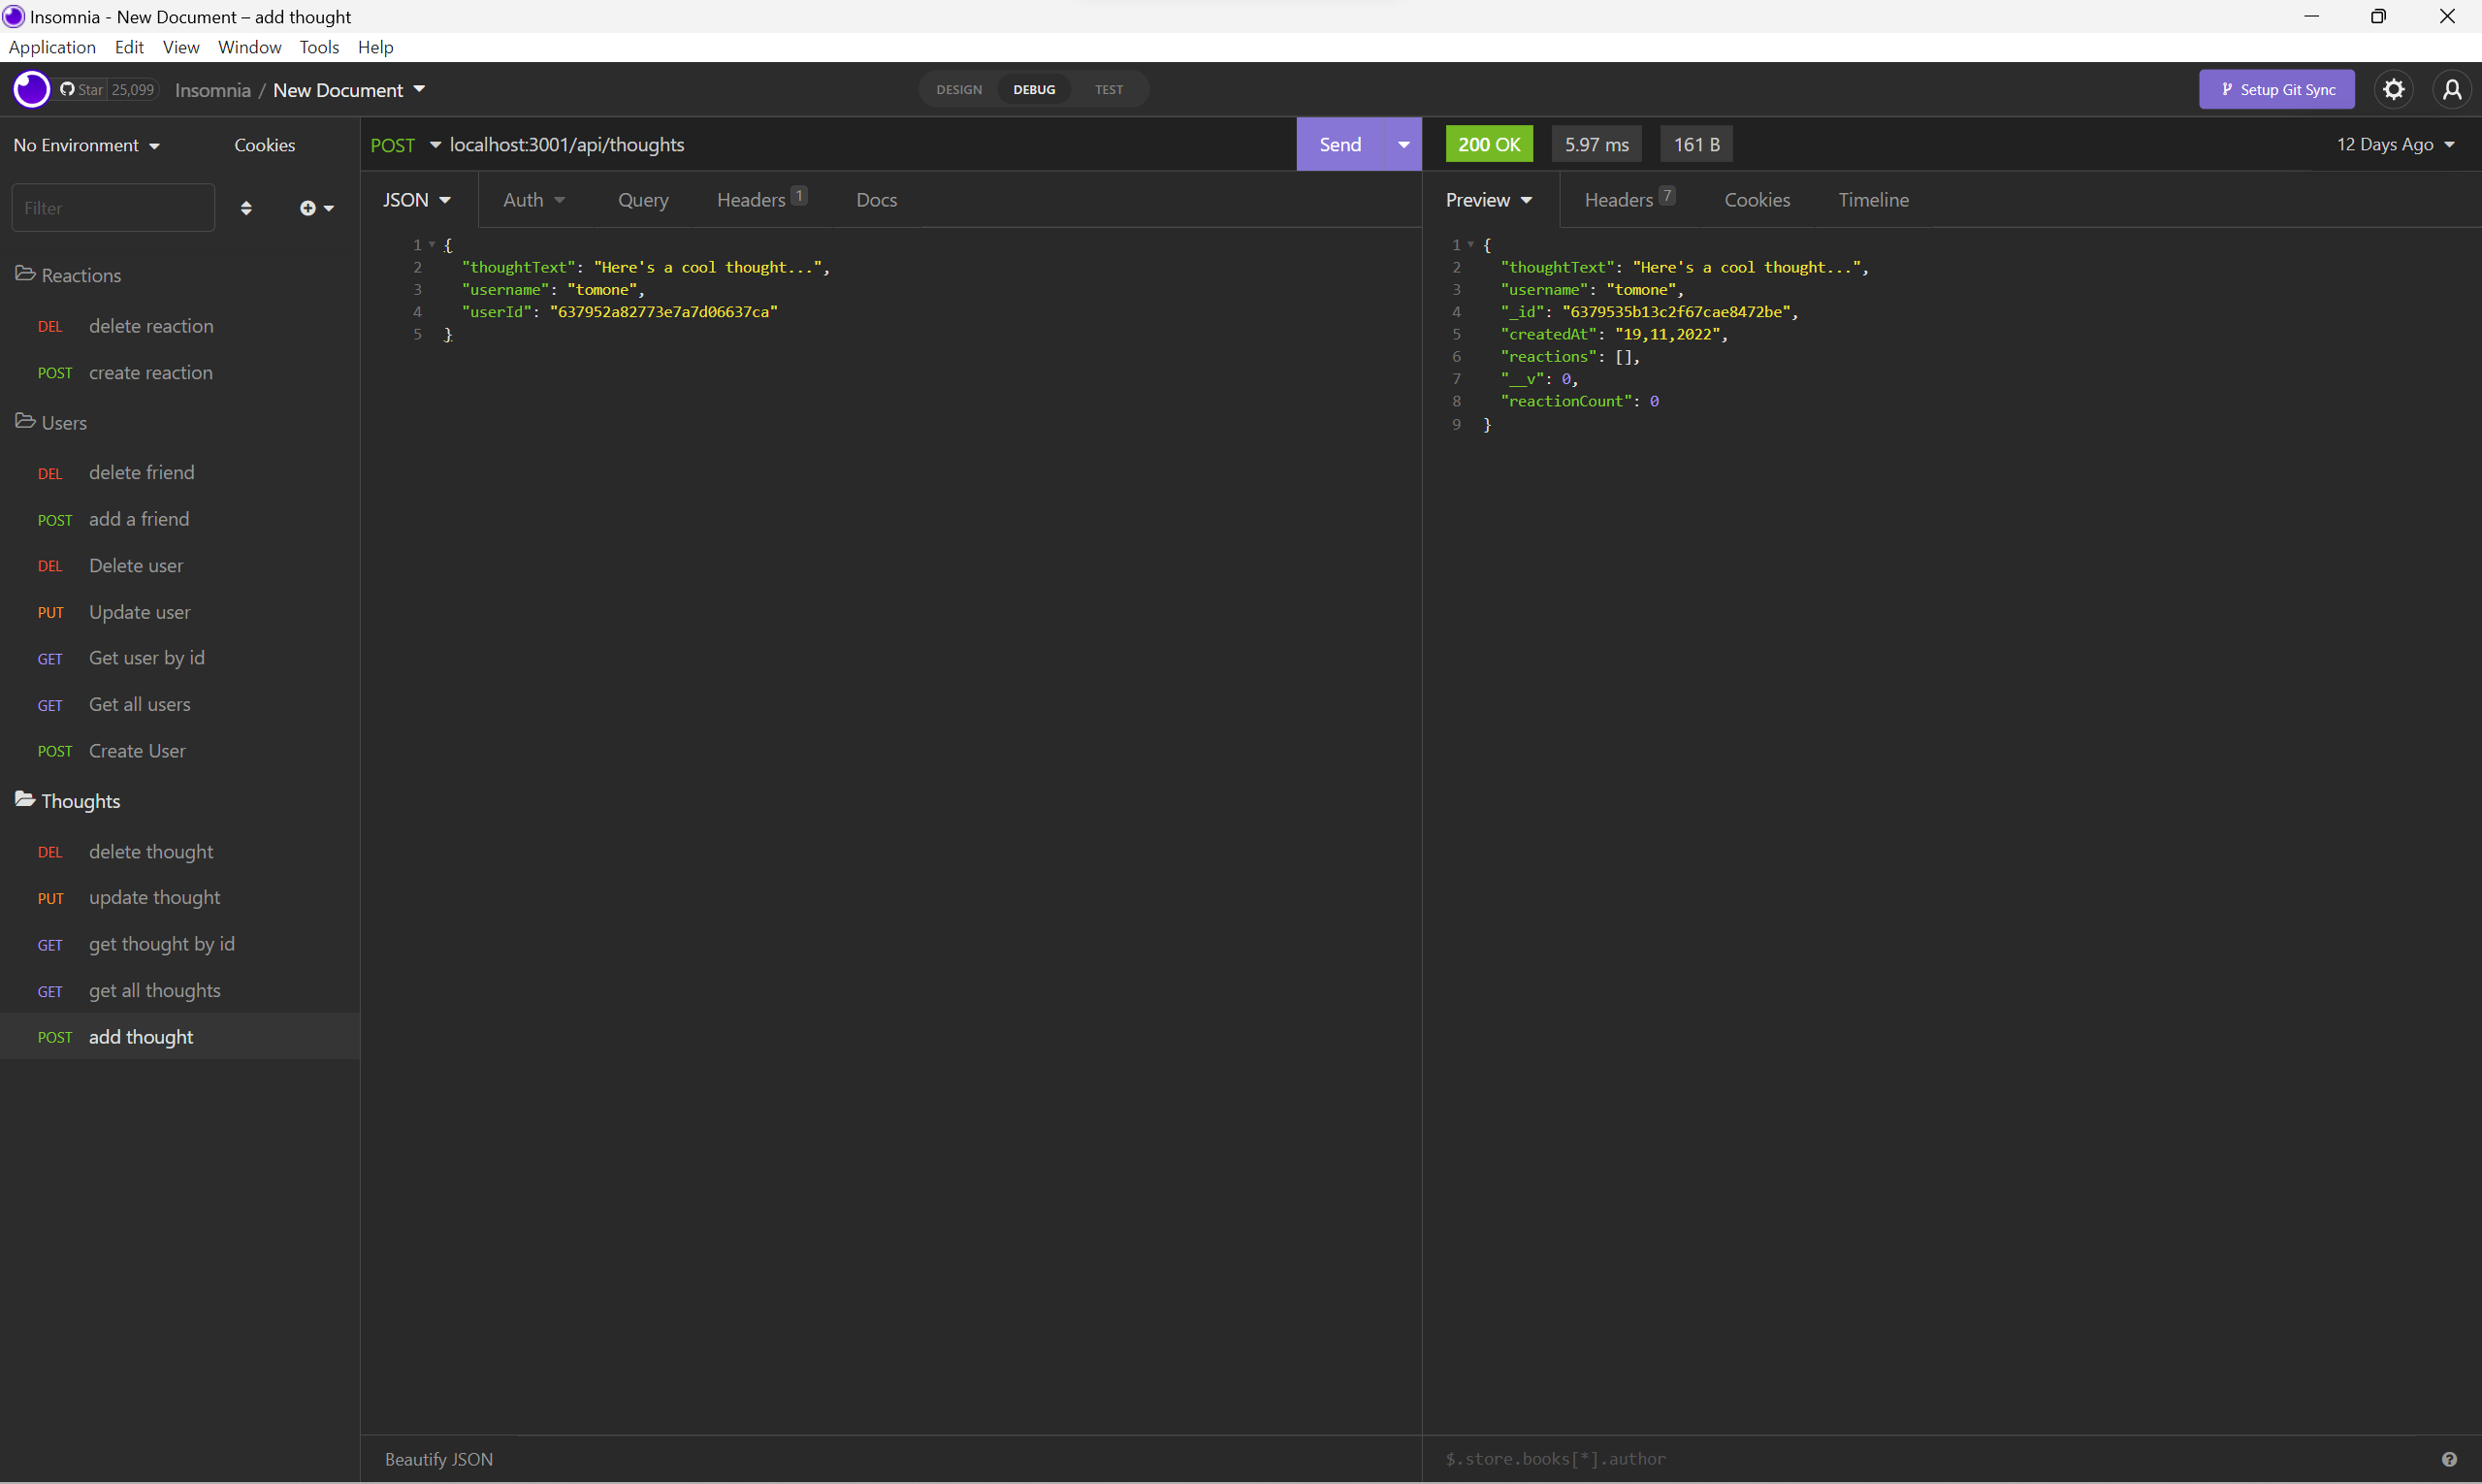 Insomnia - New Document – add thought
Application Edit View Window Tools Help
Star 25,099 Insomnia / New Document DESIGN DEBUG TEST Setup Git Sync
No Environment Cookies
POST localhost:3001/api/thoughts Send
200 OK 5.97 ms 161 B 12 Days Ago
Filter
Reactions
DEL delete reaction
POST create reaction
Users
DEL delete friend
POST add a friend
DEL Delete user
PUT Update user
GET Get user by id
GET Get all users
POST Create User
Thoughts
DEL delete thought
PUT update thought
GET get thought by id
GET get all thoughts
POST add thought
JSON Auth Query Headers 1 Docs
1 {
2 "thoughtText": "Here's a cool thought...",
3 "username": "tomone",
4 "userId": "637952a82773e7a7d06637ca"
5 }
Beautify JSON
Preview Headers 7 Cookies Timeline
1 {
2 "thoughtText": "Here's a cool thought...",
3 "username": "tomone",
4 "_id": "6379535b13c2f67cae8472be",
5 "createdAt": "19,11,2022",
6 "reactions": [],
7 "__v": 0,
8 "reactionCount": 0
9 }
$.store.books[*].author